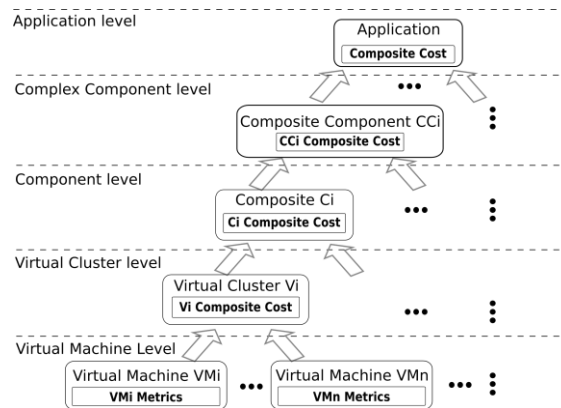 Application level
Application
Composite Cost
Complex Component level
•••
Composite Component CCi
CCi Composite Cost
Component level
Composite Ci
Ci Composite Cost
•••
Virtual Cluster level
Virtual Cluster Vi
Vi Composite Cost
•••
Virtual Machine Level
Virtual Machine VMi
VMi Metrics
•••
Virtual Machine VMn
VMn Metrics
•••